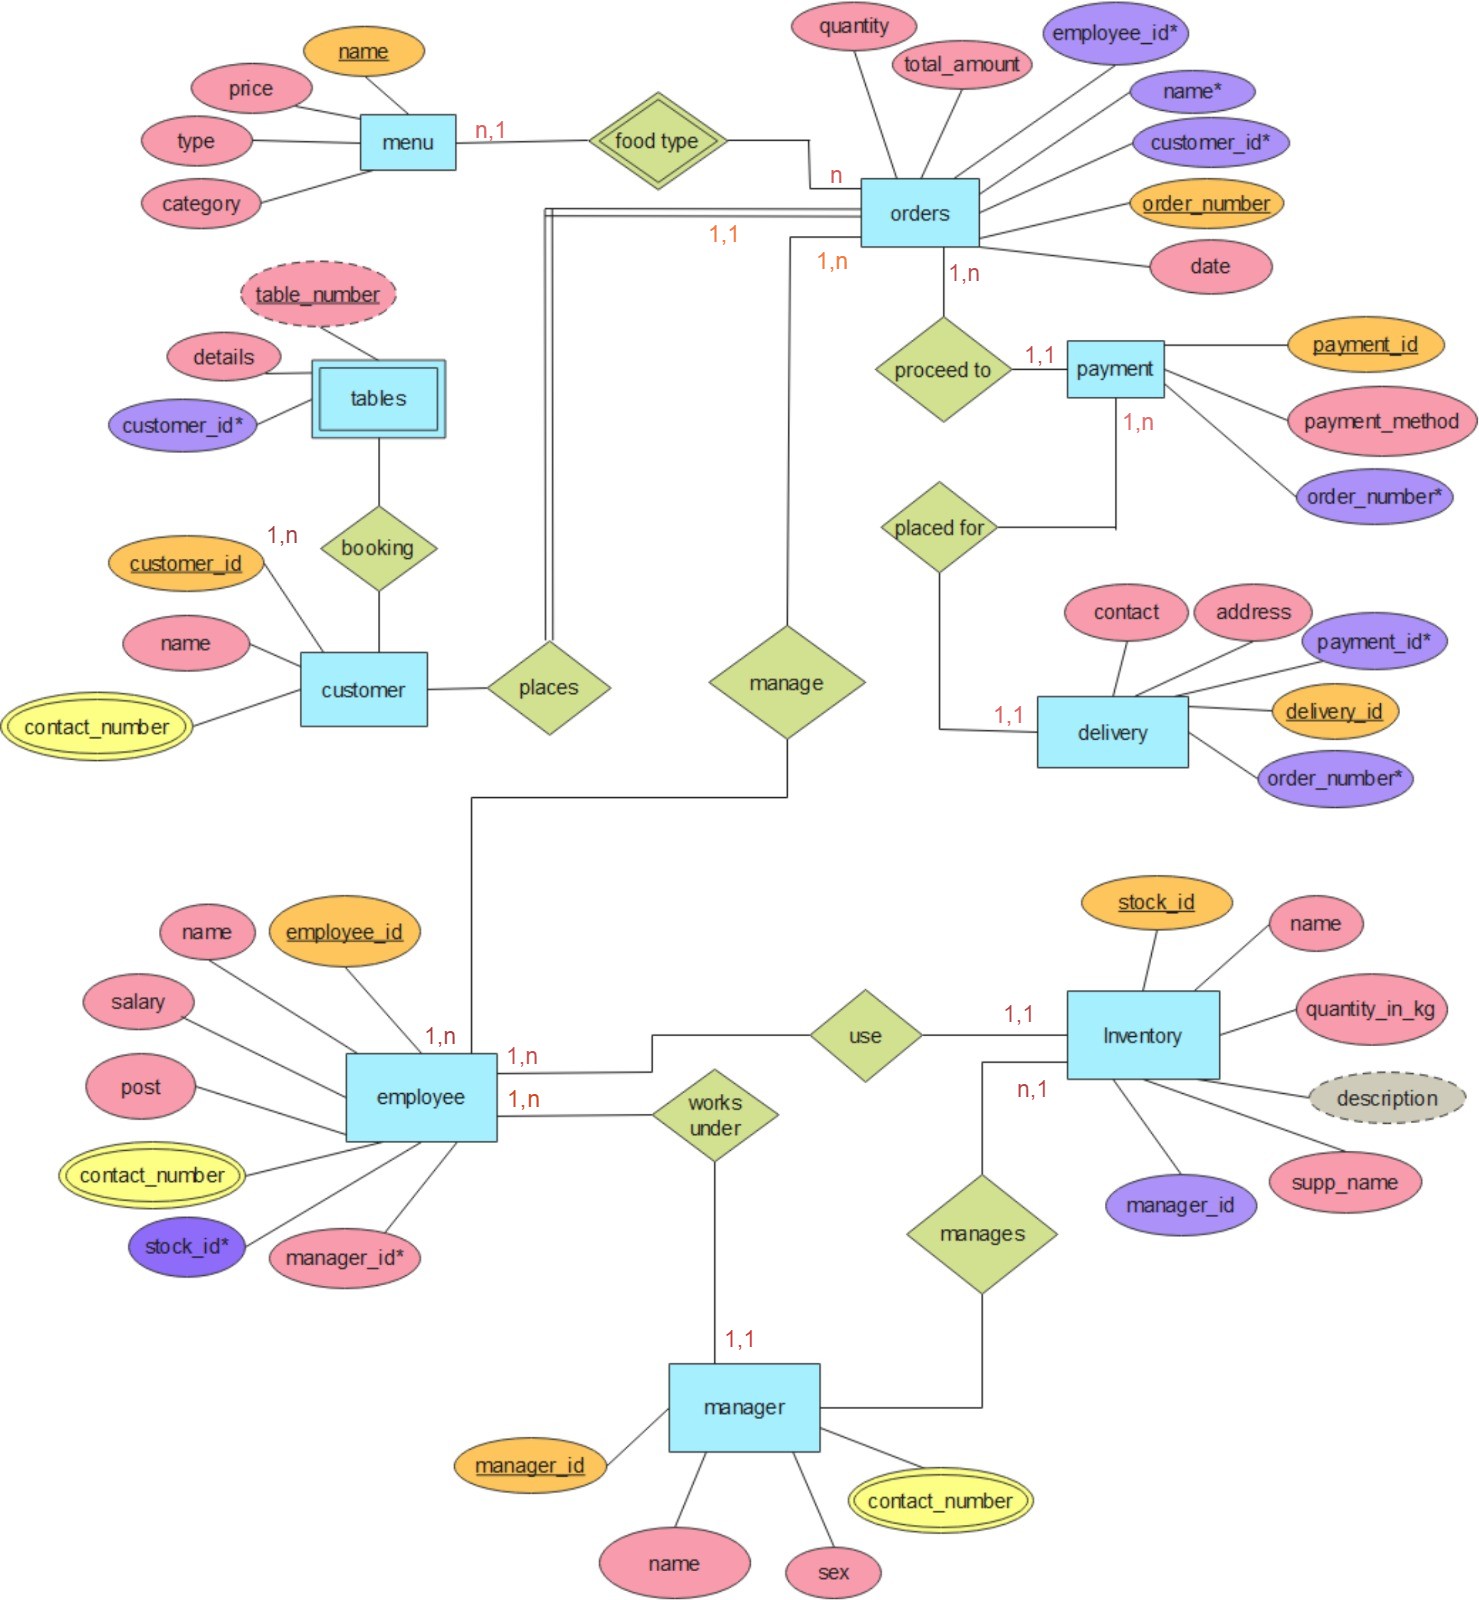 quantity
employee_id*
name
total_amount
price
name*
type
menu
n,1
food type
customer_id*
n
category
orders
order_number
1,1
1,n
1,n
date
table_number
details
tables
customer_id*
proceed to
1,1
payment
payment_id
1,n
payment_method
order_number*
placed for
1,n
booking
customer_id
contact
address
payment_id*
name
customer
places
manage
contact_number
1,1
delivery
delivery_id
order_number*
name
employee_id
stock_id
name
salary
1,n
1,n
use
1,1
Inventory
quantity_in_kg
post
employee
1,n
works
under
n,1
description
contact_number
supp_name
manager_id
stock_id*
manager_id*
manages
1,1
manager
manager_id
contact_number
name
sex